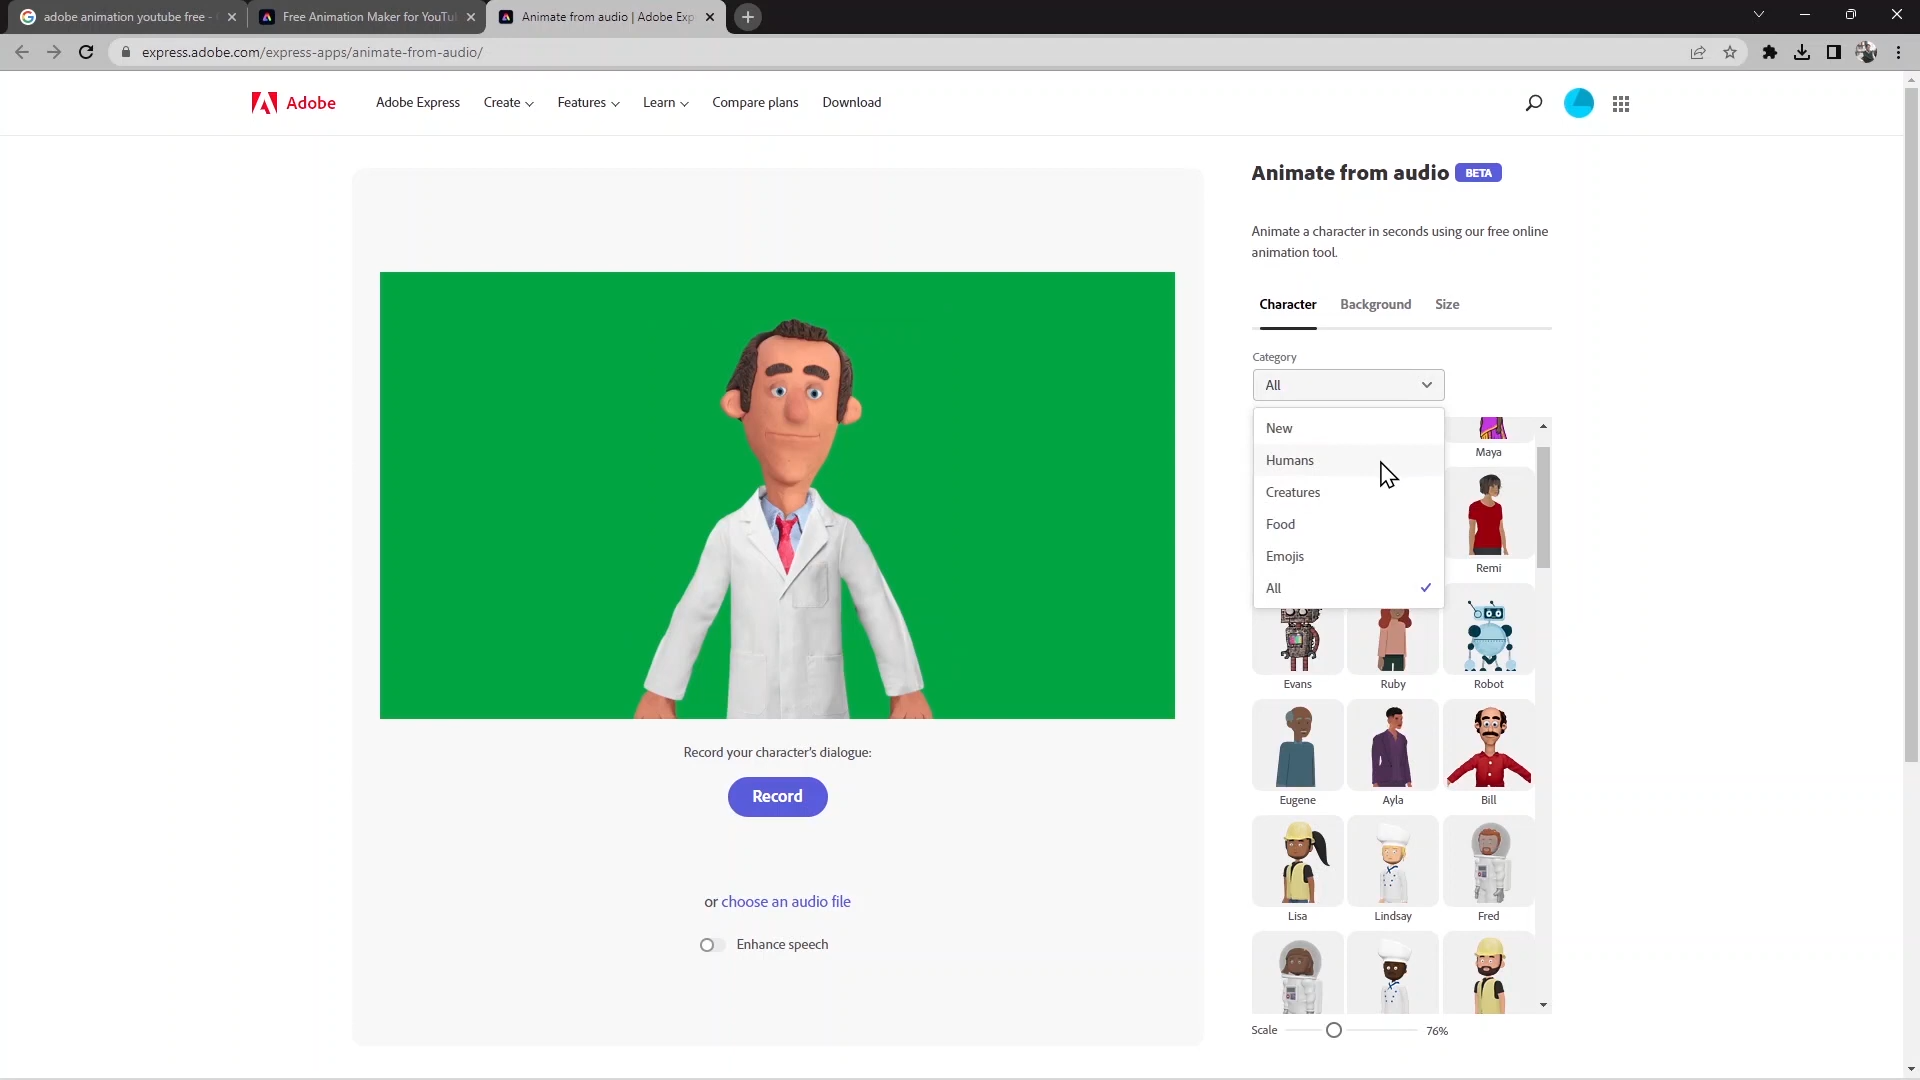 adobe animation youtube free -
Free Animation Maker for YouTu
Animate from audio | Adobe Exp
express.adobe.com/express-apps/animate-from-audio/
Adobe
Adobe Express
Create
Features
Learn
Compare plans
Download
Animate from audio
BETA
Animate a character in seconds using our free online
animation tool.
Character
Background
Size
Category
All
New
Humans
Creatures
Food
Emojis
All
Maya
Remi
Evans
Ruby
Robot
Eugene
Ayla
Bill
Lisa
Lindsay
Fred
Scale
76%
Record your character's dialogue:
Record
or choose an audio file
Enhance speech